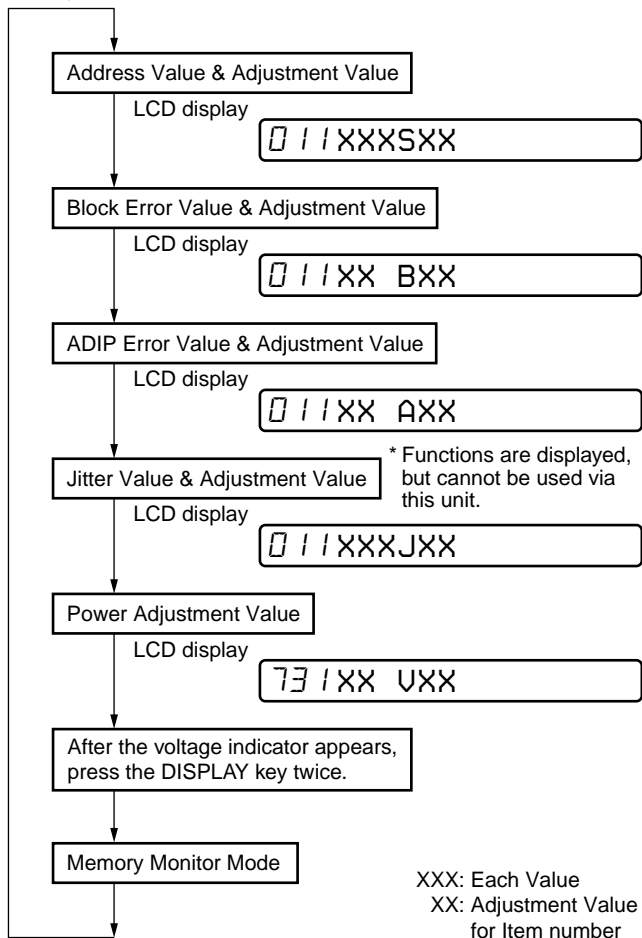 Address Value & Adjustment Value
LCD display
011XXXSXX
Block Error Value & Adjustment Value
LCD display
011XX BXX
ADIP Error Value & Adjustment Value
LCD display
011XX AXX
* Functions are displayed,
but cannot be used via
this unit.
Jitter Value & Adjustment Value
LCD display
011XXXJXX
Power Adjustment Value
LCD display
731XX VXX
After the voltage indicator appears,
press the DISPLAY key twice.
Memory Monitor Mode
XXX: Each Value
XX: Adjustment Value
for Item number